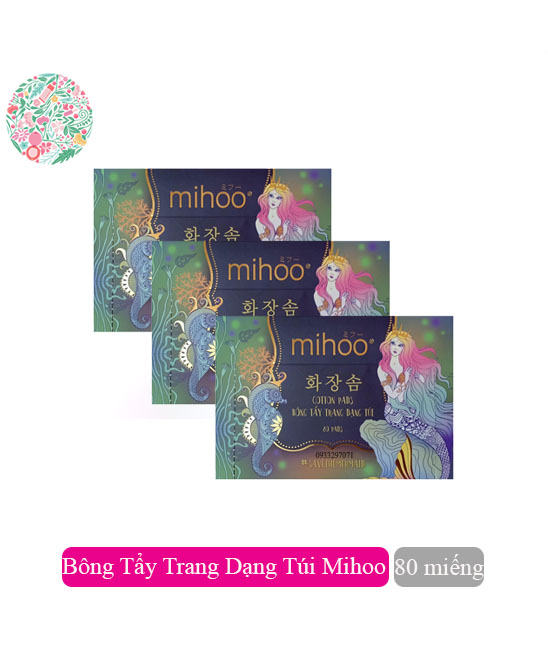 ミフー
mihoo
화장솜
ミフー
mihoo
화장솜
ミフー
mihoo
화장솜
COTTON PADS
BÔNG TẨY TRANG DẠNG TÚI
80 PADS
0933297071
Bông Tẩy Trang Dạng Túi Mihoo
80 miếng